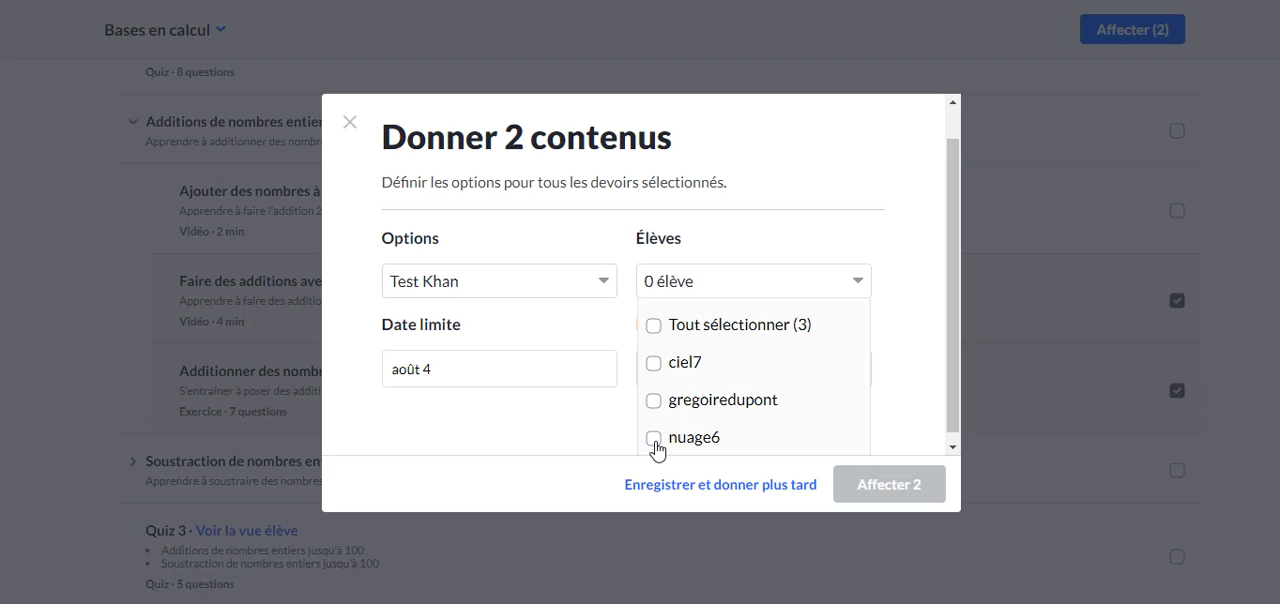 Bases en calcul
Affecter (2)
Quiz · 8 questions
Additions de nombres entier
Apprendre à additionner des nombr
Donner 2 contenus
Définir les options pour tous les devoirs sélectionnés.
Ajouter des nombres à
Apprendre à faire l'addition 2
Vidéo · 2 min
Options
Élèves
Test Khan
0 élève
Faire des additions ave
Apprendre à faire des additio
Vidéo · 4 min
Date limite
août 4
Tout sélectionner (3)
ciel7
gregoiredupont
nuage6
Additionner des nomb
S'entraîner à poser des additi
Exercice · 7 questions
Soustraction de nombres en
Apprendre à soustraire des nombres
Enregistrer et donner plus tard
Affecter 2
Quiz 3 · Voir la vue élève
• Additions de nombres entiers jusqu'à 100
• Soustraction de nombres entiers jusqu'à 100
Quiz · 5 questions